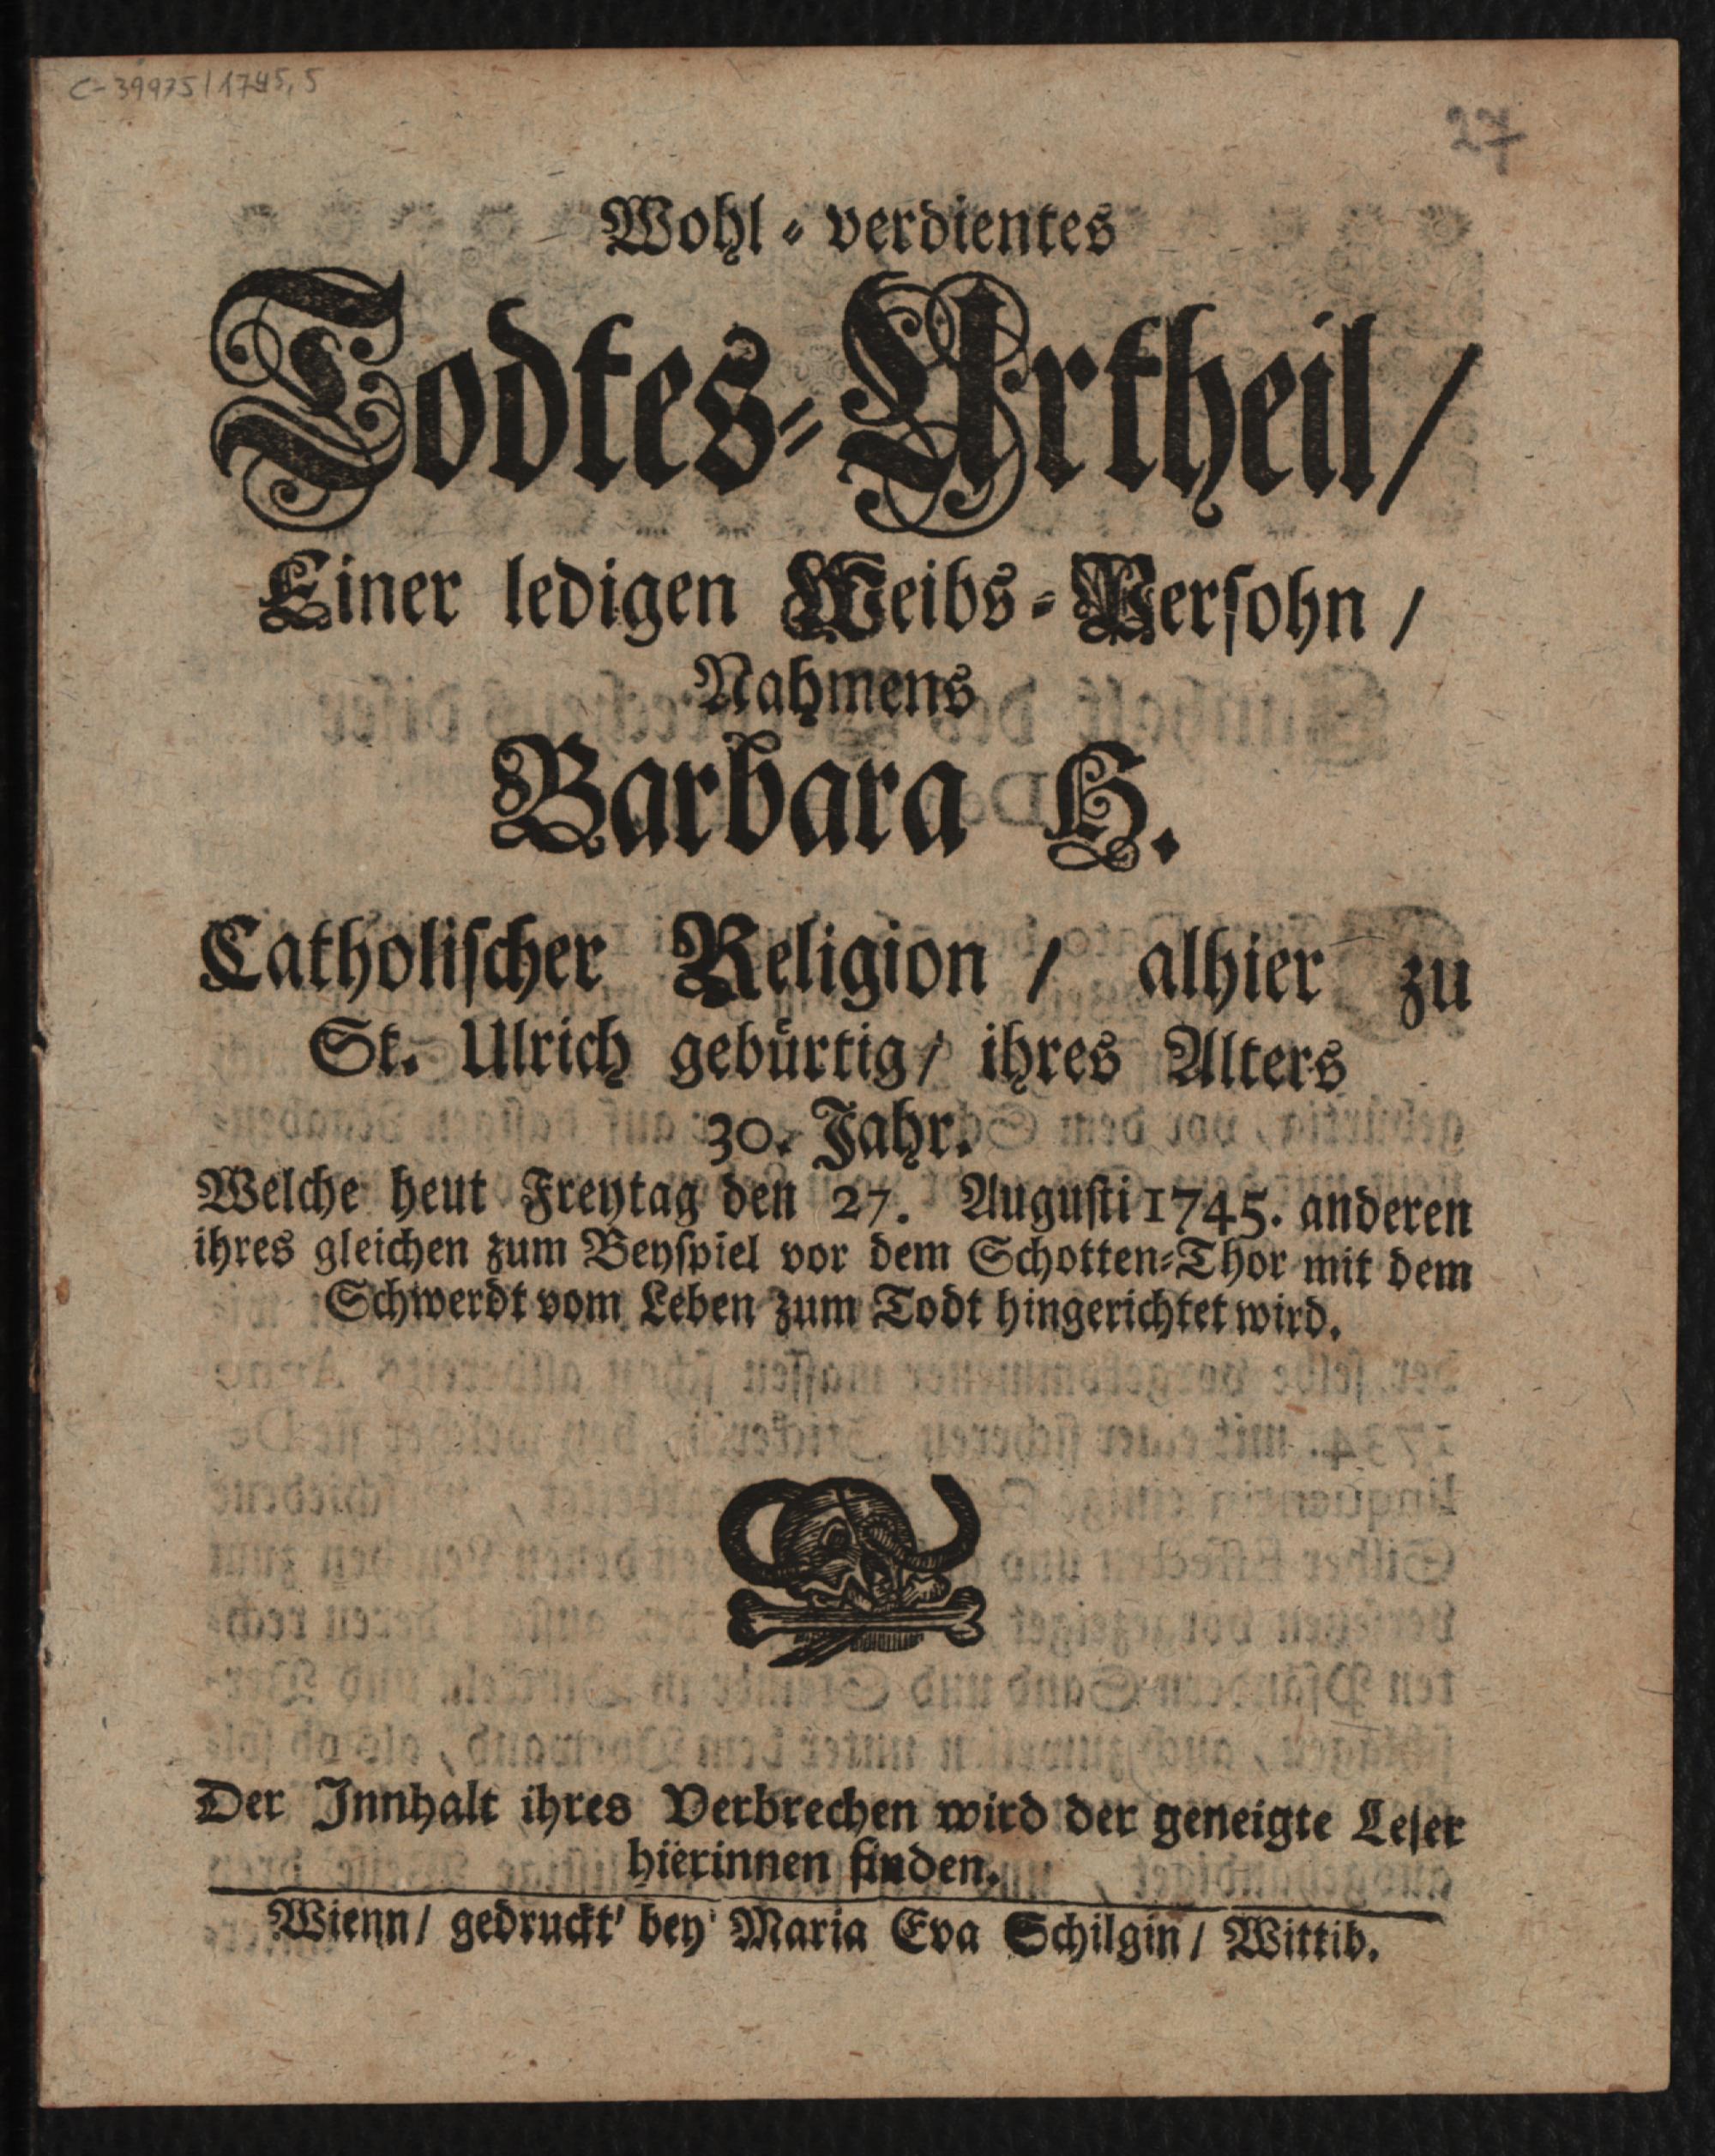 C-39975/1745,5
27
Wohl-verdientes
Todtes-Urtheil/
Einer ledigen Weibs-Persohn/
Nahmens
Barbara G.
Catholischer Religion / alhier zu
St. Ulrich gebürtig/ ihres Alters
30. Jahr.
Welche heut Freytag den 27. Augusti 1745. anderen
ihres gleichen zum Beyspiel vor dem Schotten-Thor mit dem
Schwerdt vom Leben zum Todt hingerichtet wird.
Der Innhalt ihres Verbrechen wird der geneigte Leser
hierinnen finden.
Wienn/ gedruckt bey Maria Eva Schilgin/ Wittib.